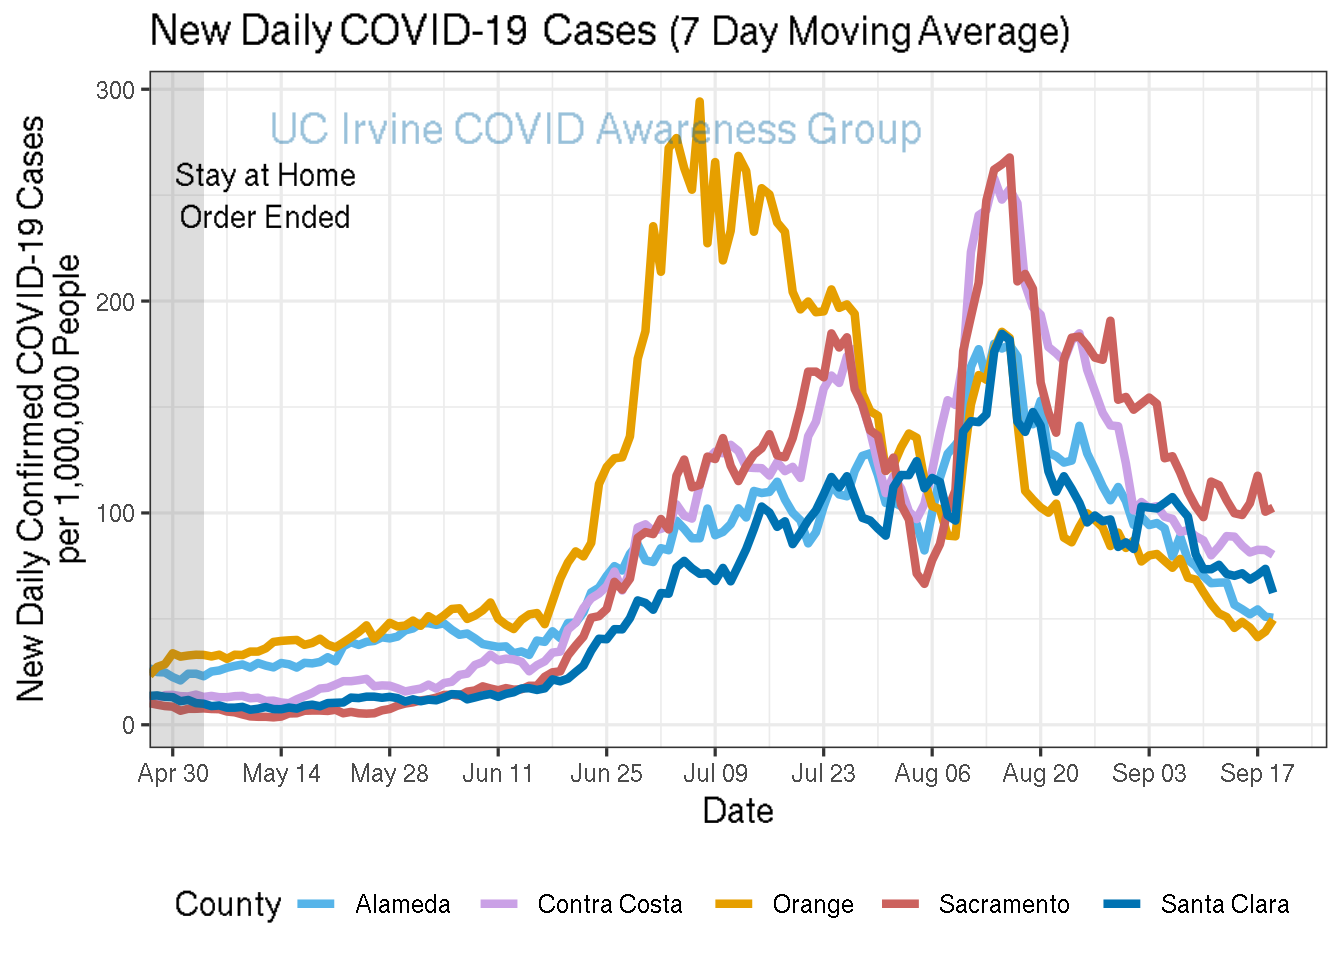 New Daily COVID-19 Cases (7 Day Moving Average)
UC Irvine COVID Awareness Group
Stay at Home
Order Ended
New Daily Confirmed COVID-19 Cases
per 1,000,000 People
300
200
100
0
Apr 30 May 14 May 28 Jun 11 Jun 25 Jul 09 Jul 23 Aug 06 Aug 20 Sep 03 Sep 17
Date
County Alameda Contra Costa Orange Sacramento Santa Clara